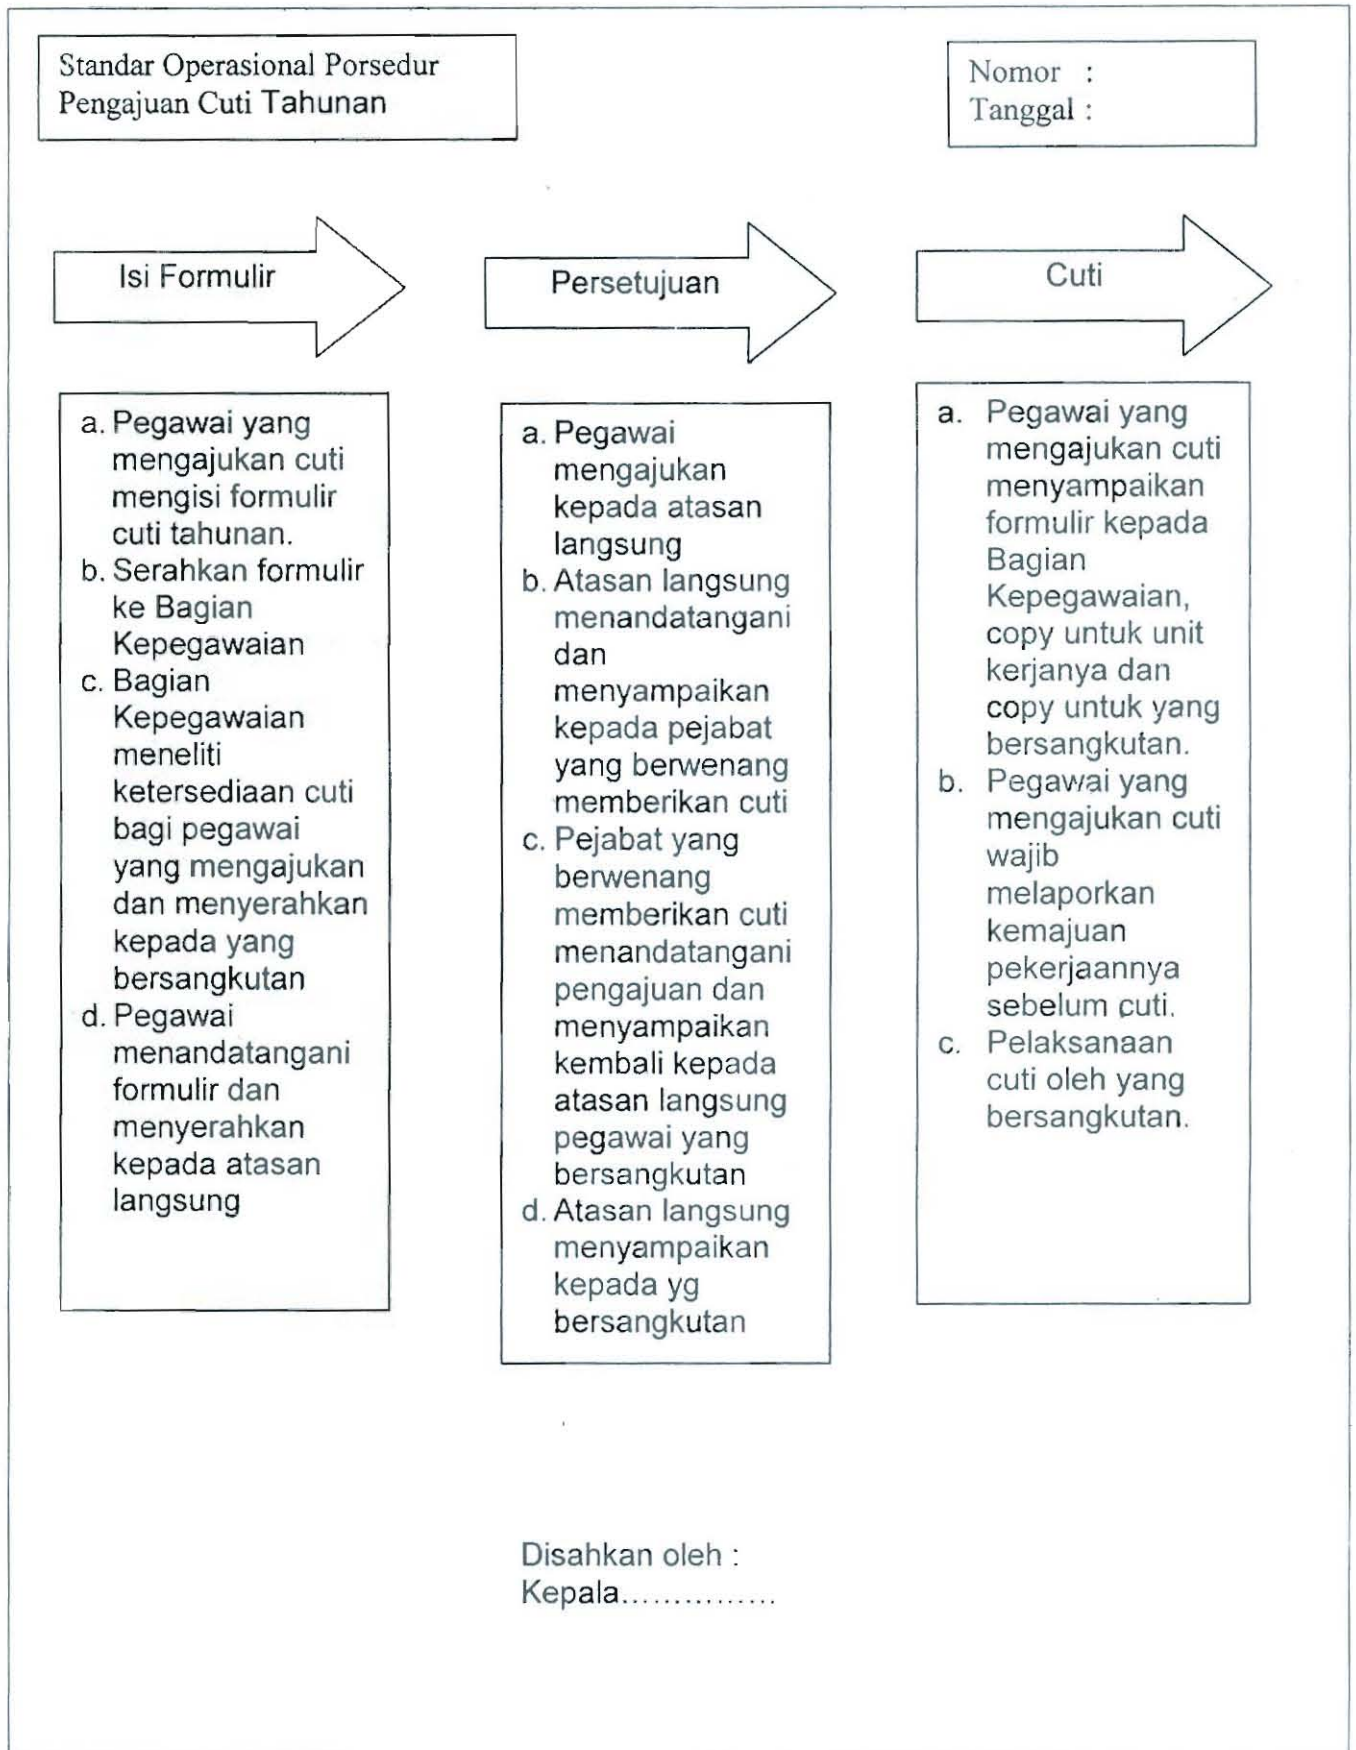 Standar Operasional Porsedur
Pengajuan Cuti Tahunan
Nomor :
Tanggal :
Isi Formulir
Persetujuan
Cuti
a. Pegawai yang
mengajukan cuti
mengisi formulir
cuti tahunan.
b. Serahkan formulir
ke Bagian
Kepegawaian
c. Bagian
Kepegawaian
meneliti
ketersediaan cuti
bagi pegawai
yang mengajukan
dan menyerahkan
kepada yang
bersangkutan
d. Pegawai
menandatangani
formulir dan
menyerahkan
kepada atasan
langsung
a. Pegawai
mengajukan
kepada atasan
langsung
b. Atasan langsung
menandatangani
dan
menyampaikan
kepada pejabat
yang berwenang
memberikan cuti
c. Pejabat yang
berwenang
memberikan cuti
menandatangani
pengajuan dan
menyampaikan
kembali kepada
atasan langsung
pegawai yang
bersangkutan
d. Atasan langsung
menyampaikan
kepada yg
bersangkutan
a. Pegawai yang
mengajukan cuti
menyampaikan
formulir kepada
Bagian
Kepegawaian,
copy untuk unit
kerjanya dan
copy untuk yang
bersangkutan.
b. Pegawai yang
mengajukan cuti
wajib
melaporkan
kemajuan
pekerjaannya
sebelum cuti.
c. Pelaksanaan
cuti oleh yang
bersangkutan.
Disahkan oleh :
Kepala...............